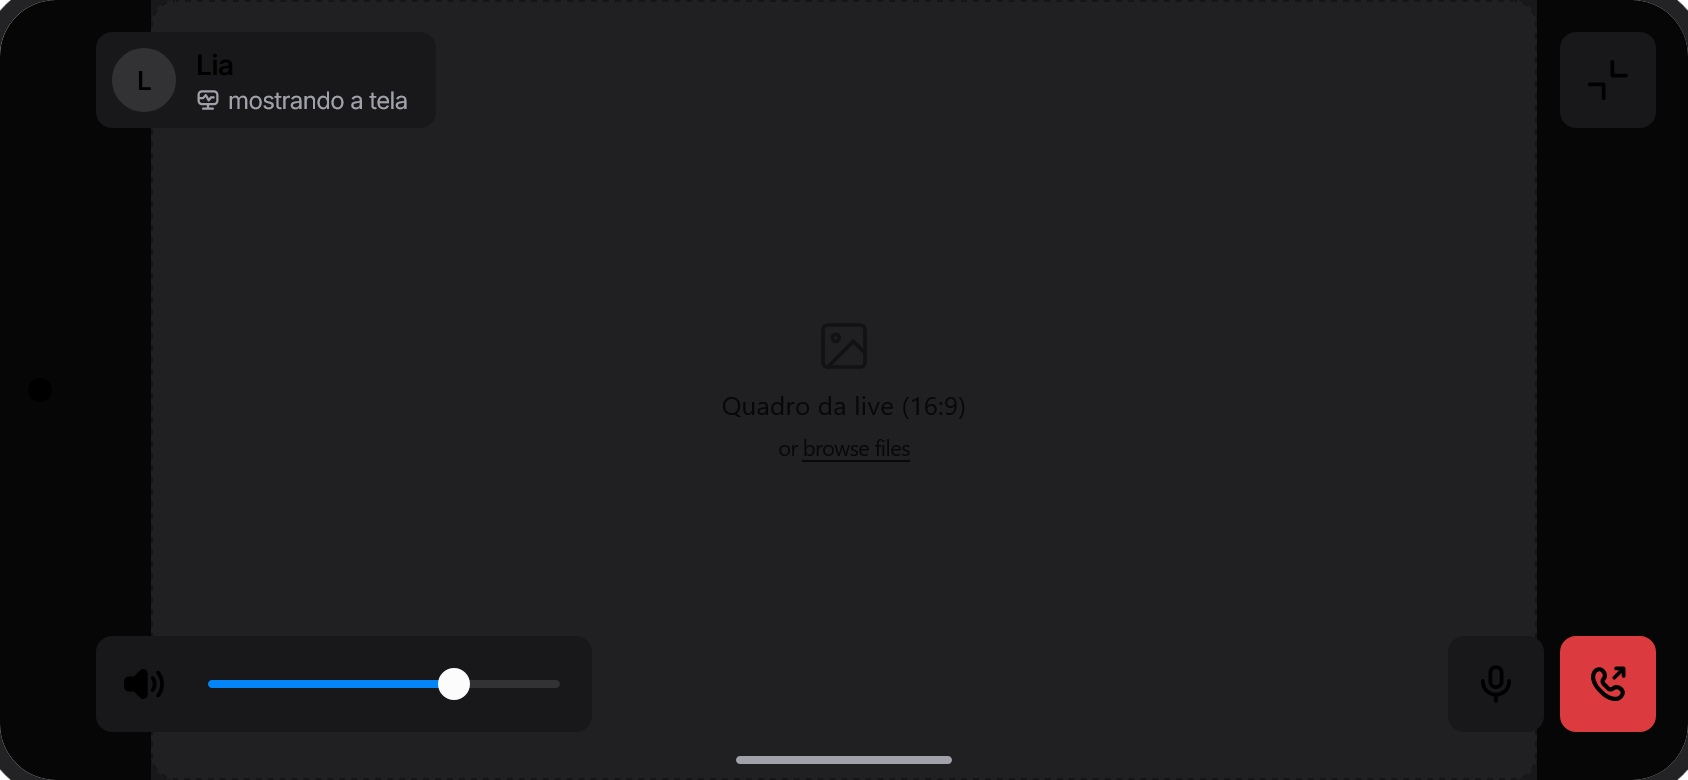 L
Lia
mostrando a tela
Quadro da live (16:9)
or browse files